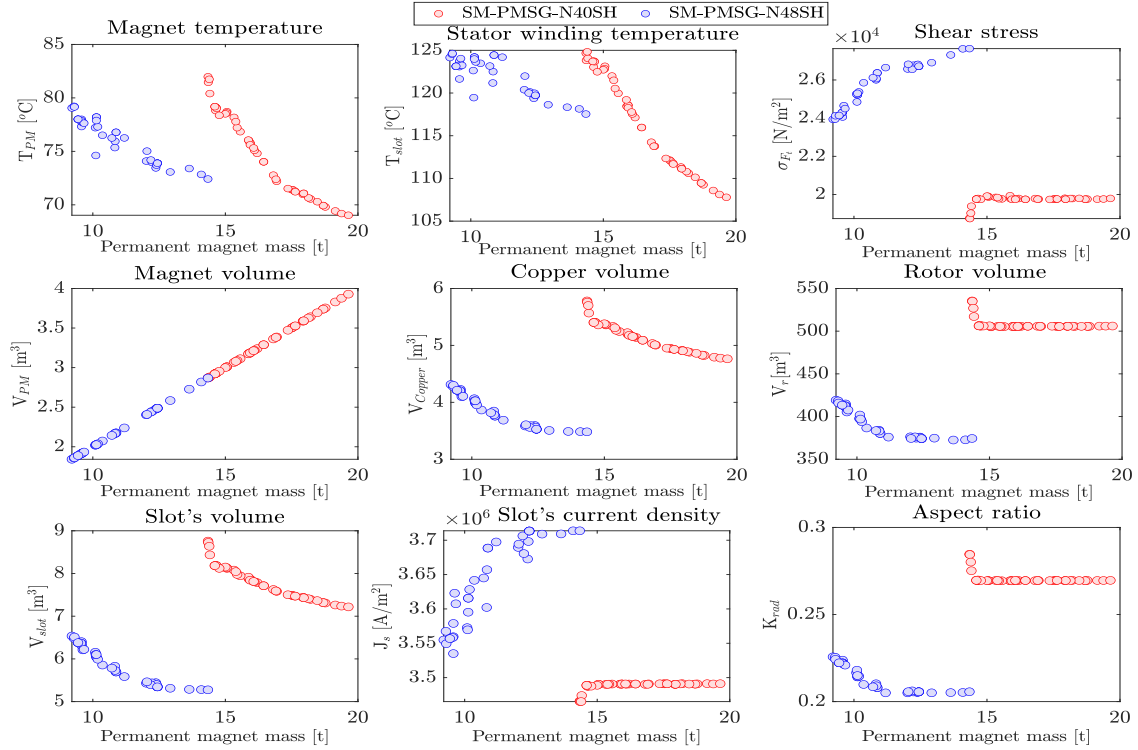 SM-PMSG-N40SH SM-PMSG-N48SH
Magnet temperature
85
80
75
70
T_PM [°C]
10 15 20
Permanent magnet mass [t]
Stator winding temperature
125
120
115
110
105
T_slot [°C]
10 15 20
Permanent magnet mass [t]
×10^4
Shear stress
2.6
2.4
2.2
2
σ_Ft [N/m²]
10 15 20
Permanent magnet mass [t]
Magnet volume
4
3.5
3
2.5
2
V_PM [m³]
10 15 20
Permanent magnet mass [t]
Copper volume
6
5
4
3
V_Copper [m³]
10 15 20
Permanent magnet mass [t]
Rotor volume
550
500
450
400
350
V_r[m³]
10 15 20
Permanent magnet mass [t]
Slot's volume
9
8
7
6
5
V_slot [m³]
10 15 20
Permanent magnet mass [t]
×10^6
Slot's current density
3.7
3.65
3.6
3.55
3.5
J_s [A/m²]
10 15 20
Permanent magnet mass [t]
Aspect ratio
0.3
0.25
0.2
K_rad
10 15 20
Permanent magnet mass [t]